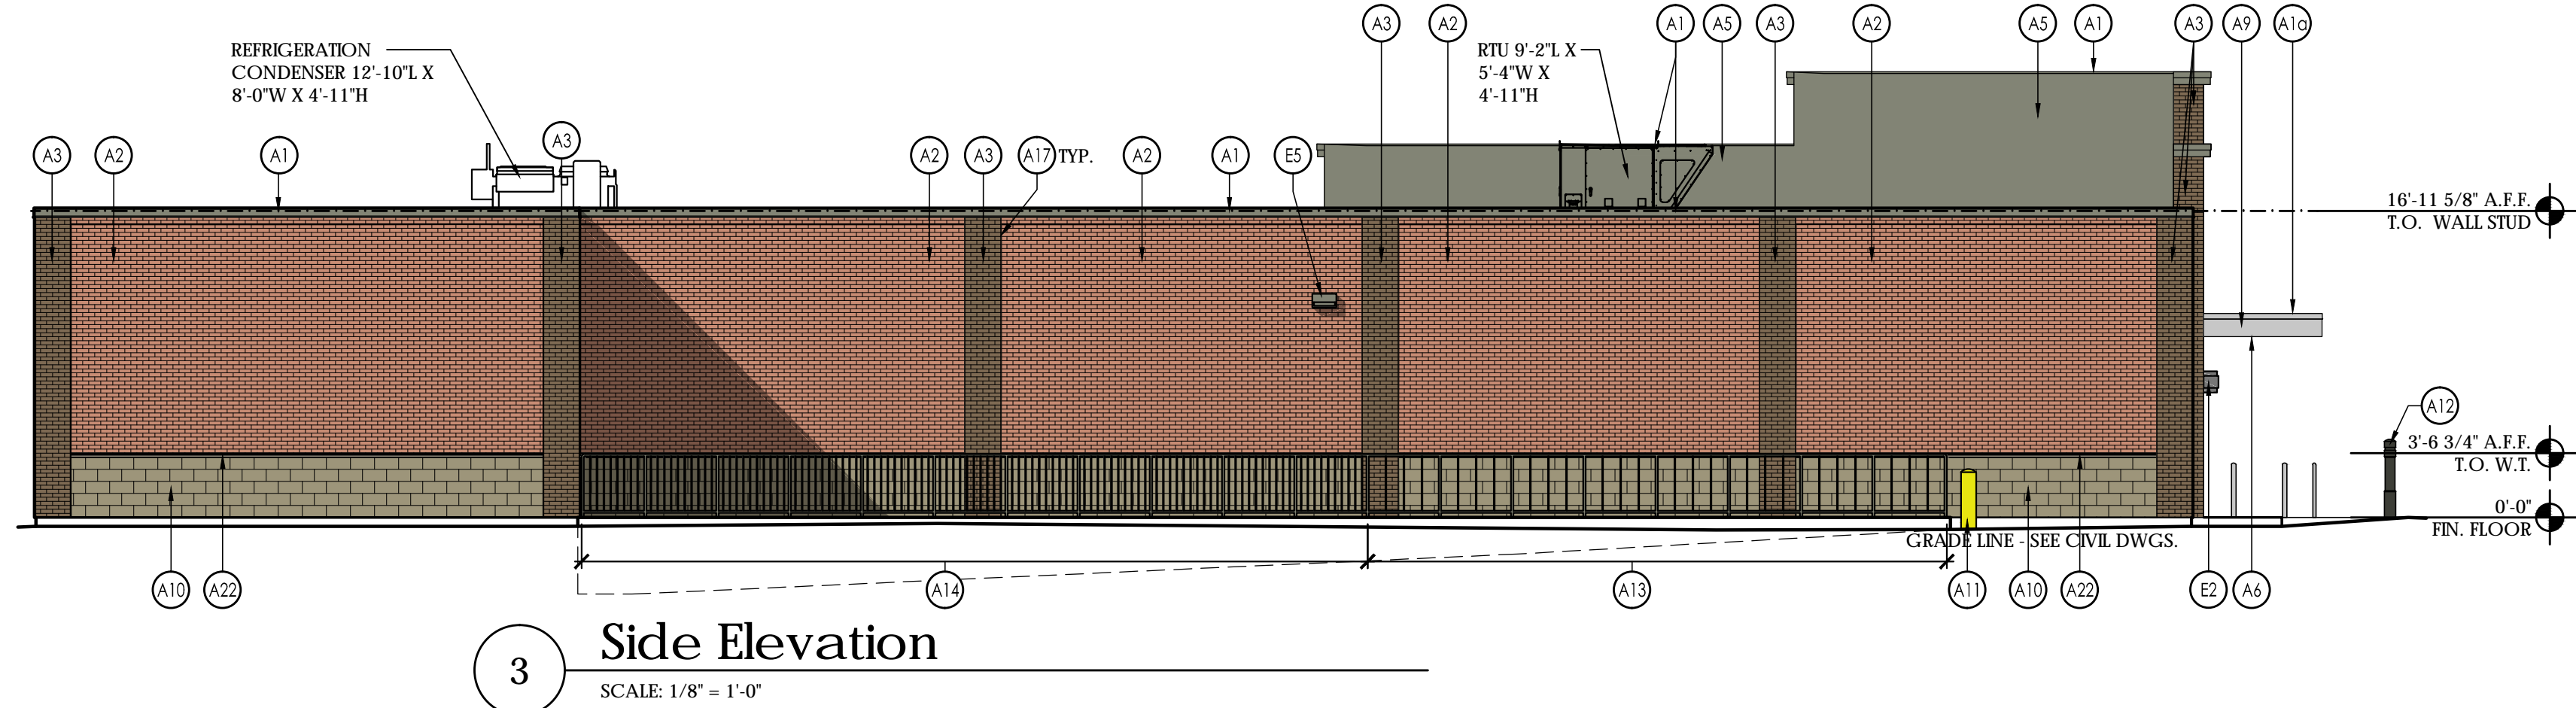 A3
A2
A1
A5
A3
A2
A5
A1
A3
A9
A1a
REFRIGERATION
CONDENSER 12'-10"L X
8'-0"W X 4'-11"H
RTU 9'-2"L X
5'-4"W X
4'-11"H
A3
A2
A1
A3
A2
A3
A17 TYP.
A2
A1
E5
16'-11 5/8" A.F.F.
T.O. WALL STUD
A12
3'-6 3/4" A.F.F.
T.O. W.T.
0'-0"
FIN. FLOOR
GRADE LINE - SEE CIVIL DWGS.
A10
A22
A14
A13
A11
A10
A22
E2
A6
3
Side Elevation
SCALE: 1/8" = 1'-0"